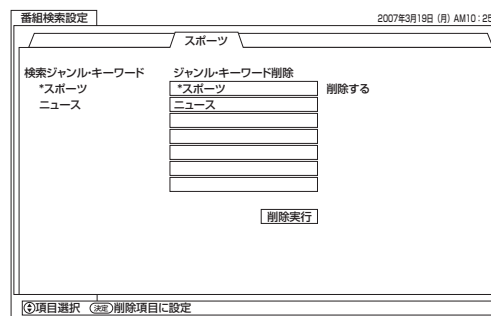 番組検索設定 2007年3月19日 (月) AM10:25
スポーツ
検索ジャンル・キーワード ジャンル・キーワード削除
*スポーツ *スポーツ 削除する
ニュース ニュース
削除実行
項目選択 決定 削除項目に設定